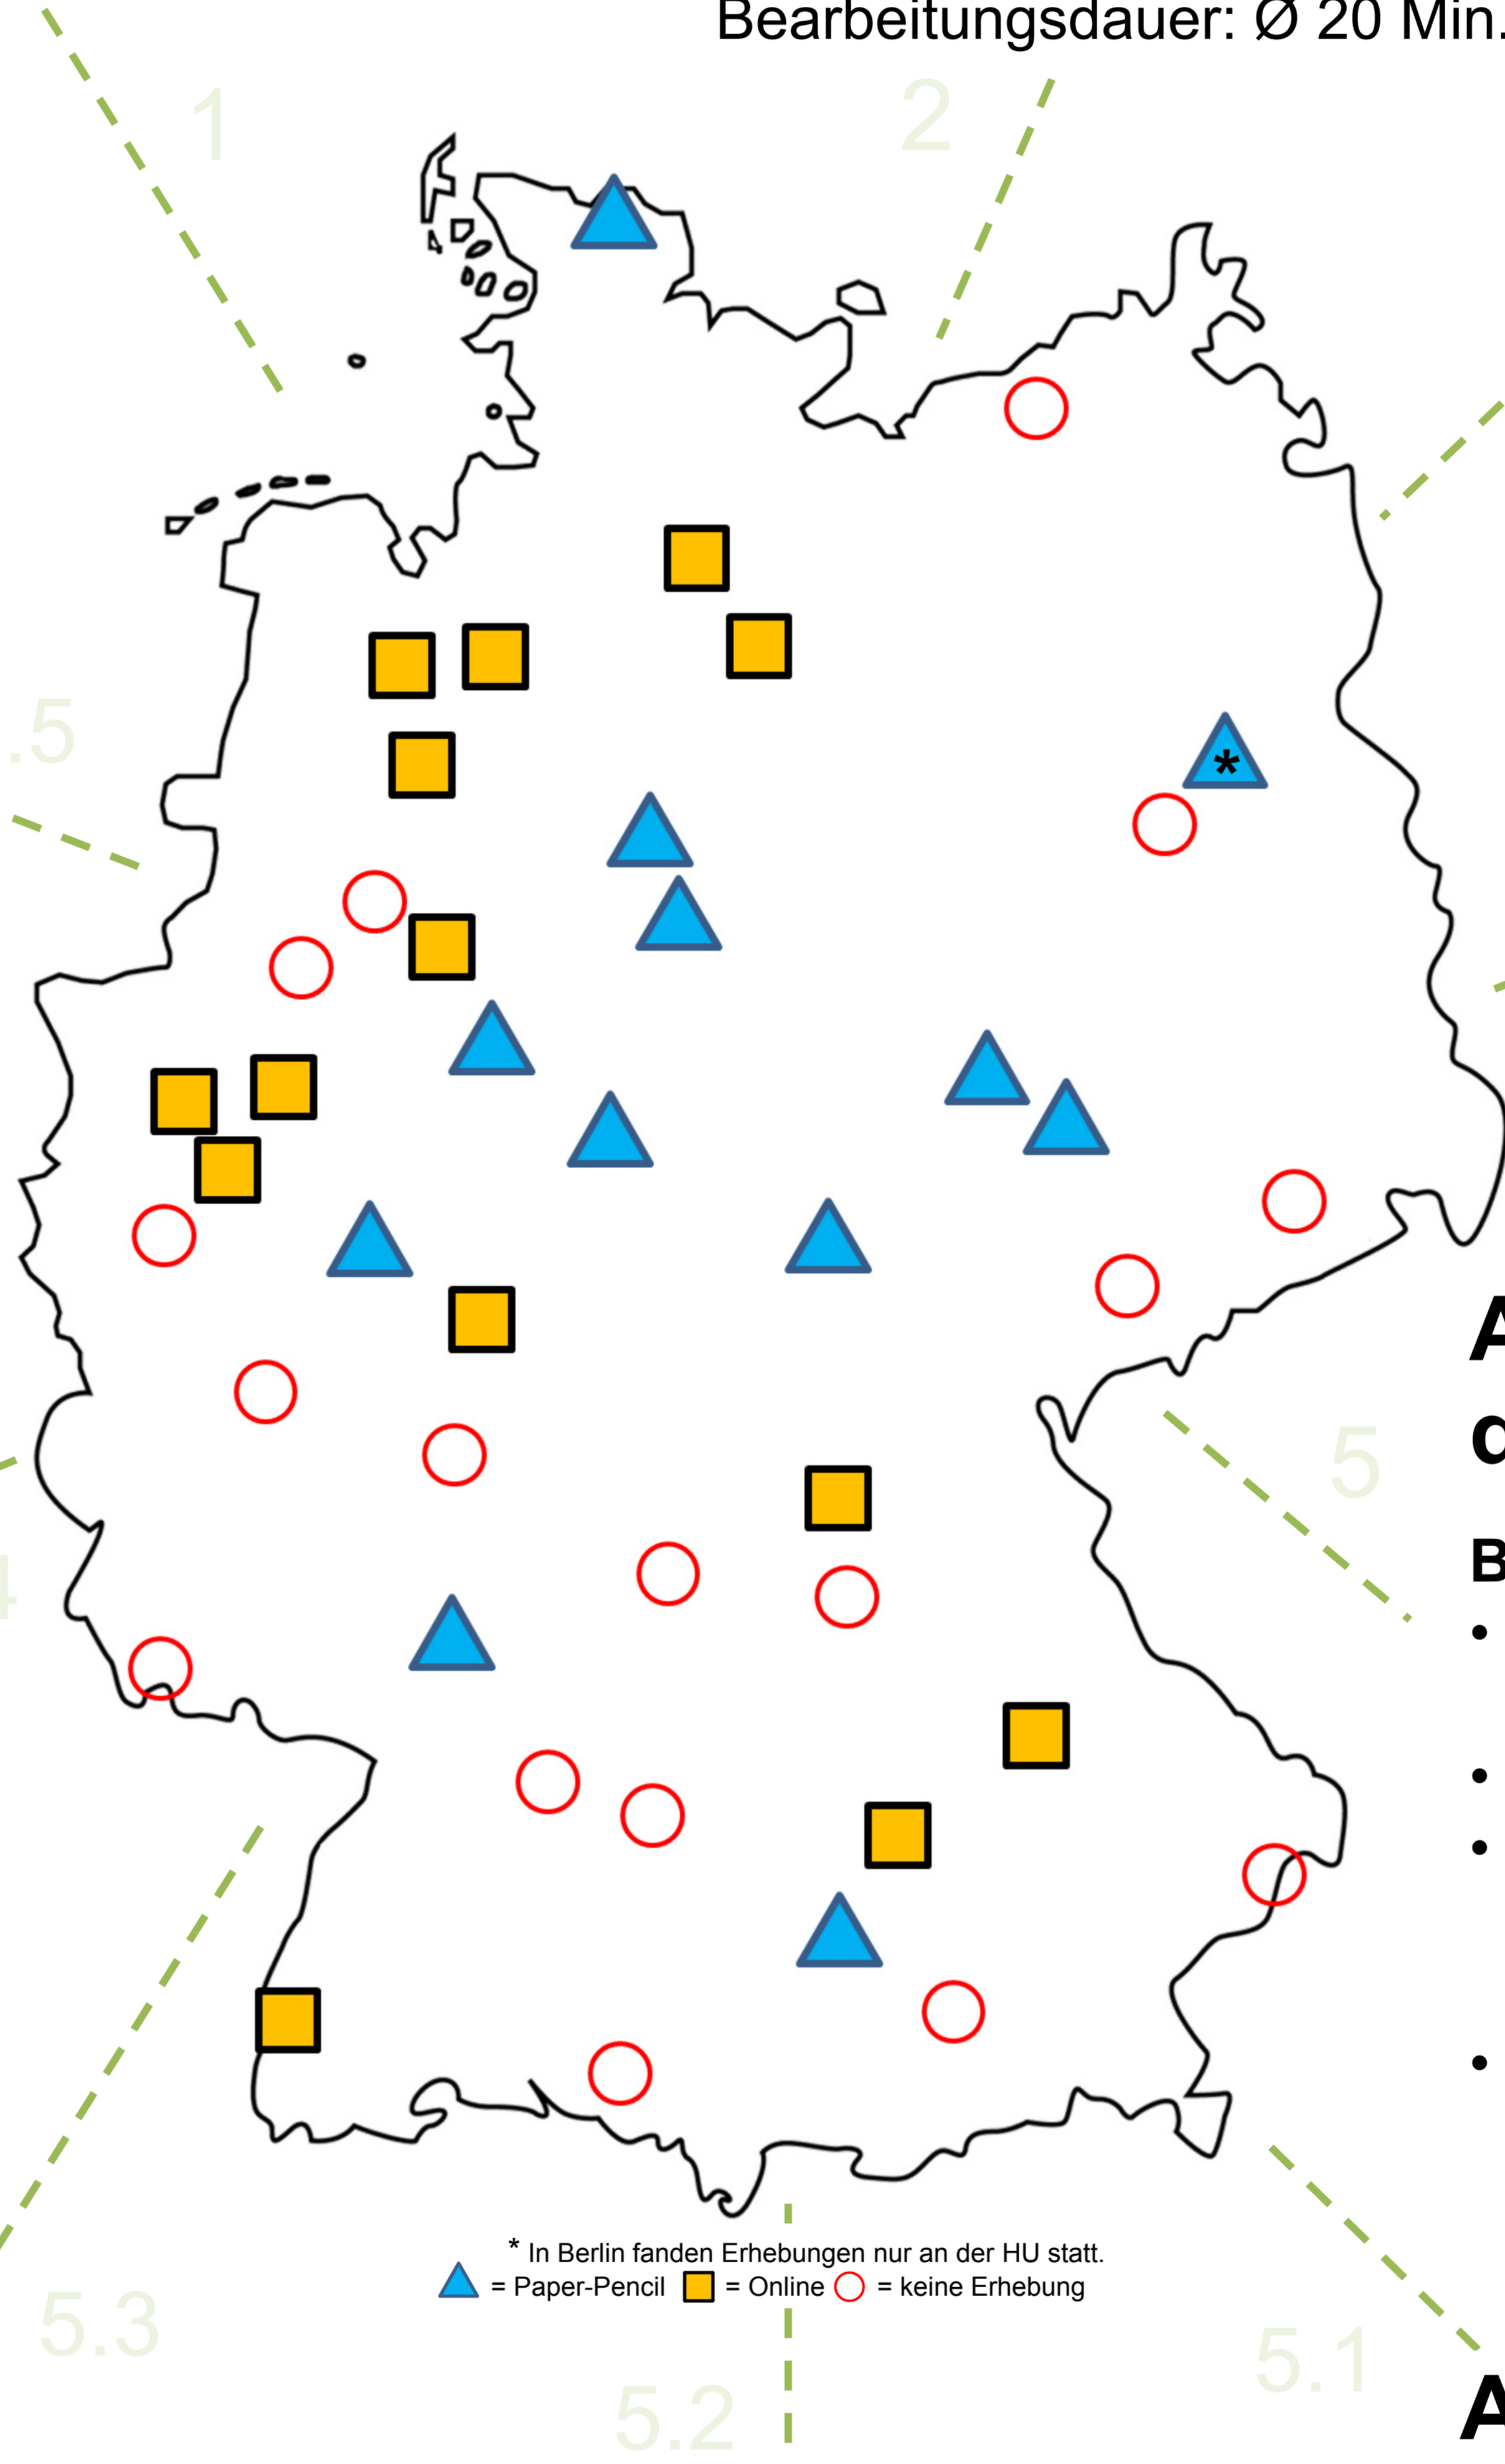 Bearbeitungsdauer: Ø 20 Min.
1
2
.5
*
A
5
B
•
•
•
•
* In Berlin fanden Erhebungen nur an der HU statt.
= Paper-Pencil = Online = keine Erhebung
5.3
5.1
5.2
A